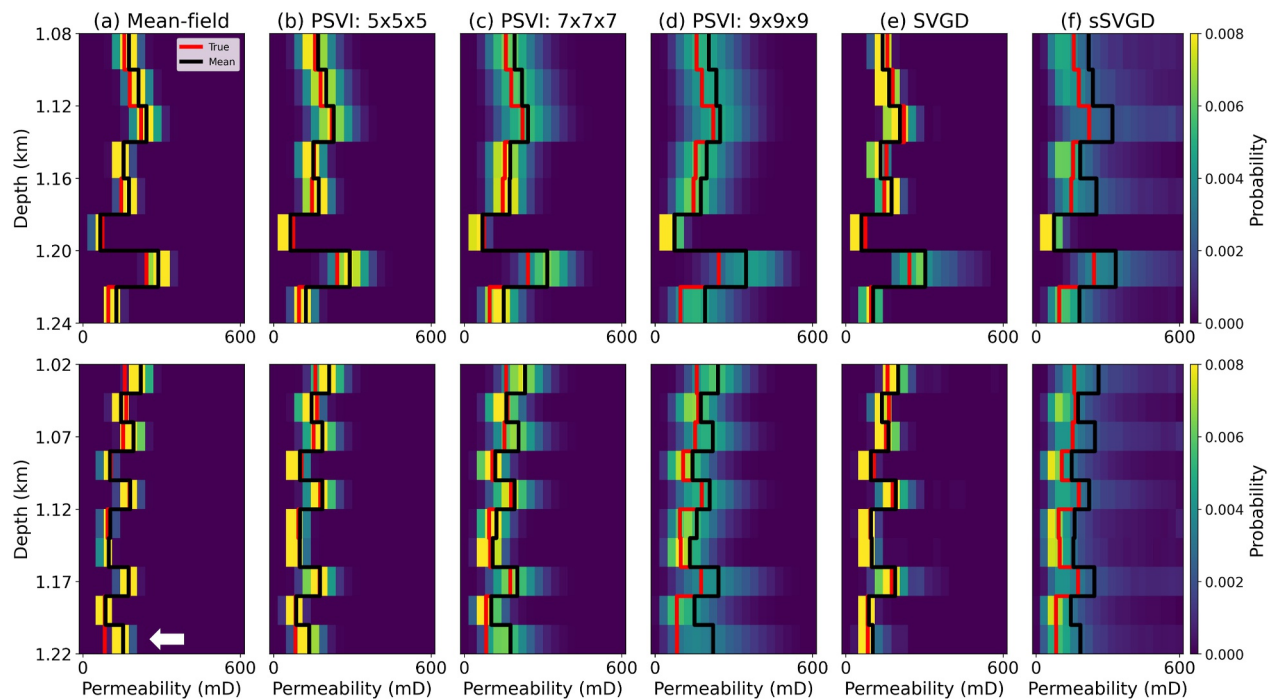 (a) Mean-field (b) PSVI: 5x5x5 (c) PSVI: 7x7x7 (d) PSVI: 9x9x9 (e) SVGD (f) sSVGD
True
Mean
Depth (km)
1.08
1.12
1.16
1.20
1.24
0 600 0 600 0 600 0 600 0 600 0 600
0.008
0.006
0.004
0.002
0.000
Probability
Depth (km)
1.02
1.07
1.12
1.17
1.22
0 600 0 600 0 600 0 600 0 600 0 600
Permeability (mD) Permeability (mD) Permeability (mD) Permeability (mD) Permeability (mD) Permeability (mD)
0.008
0.006
0.004
0.002
0.000
Probability